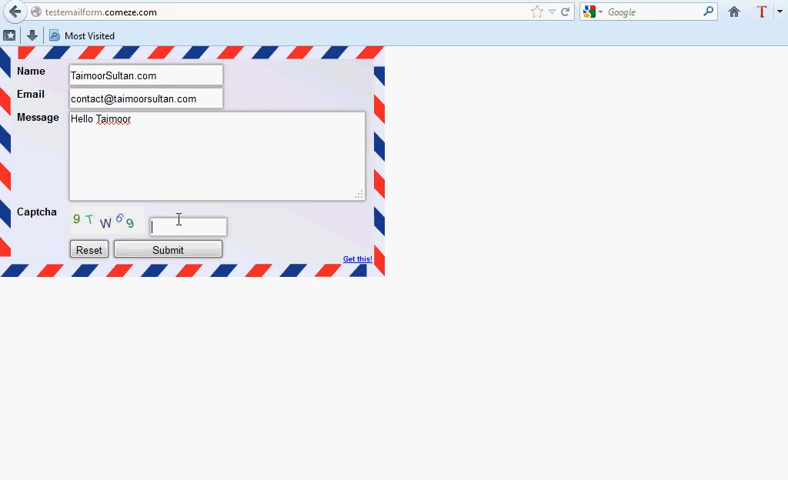 testemailform.comeze.com
Google
T
Most Visited
Name
TaimoorSultan.com
Email
contact@taimoorsultan.com
Message
Hello Taimoor
Captcha
9TW69
Reset
Submit
Get this!